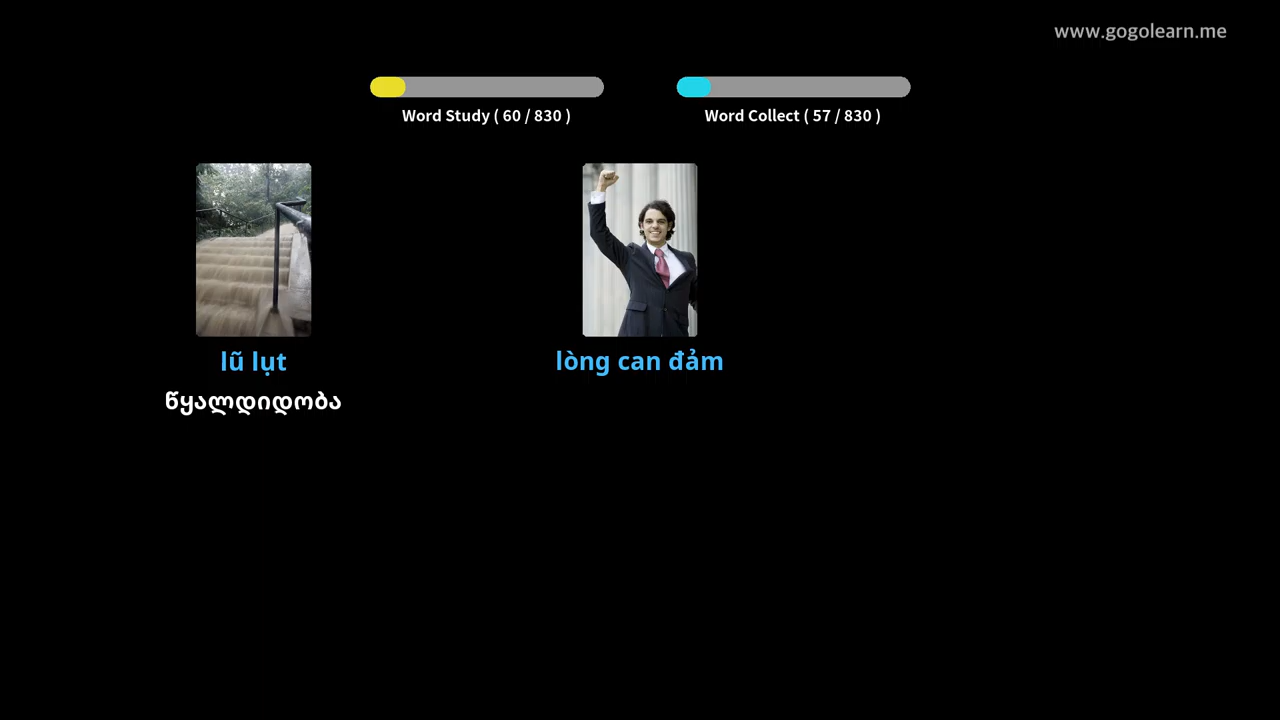 www.gogolearn.me
Word Study ( 60 / 830 )
Word Collect ( 57 / 830 )
lũ lụt
lòng can đảm
წყალდიდობა